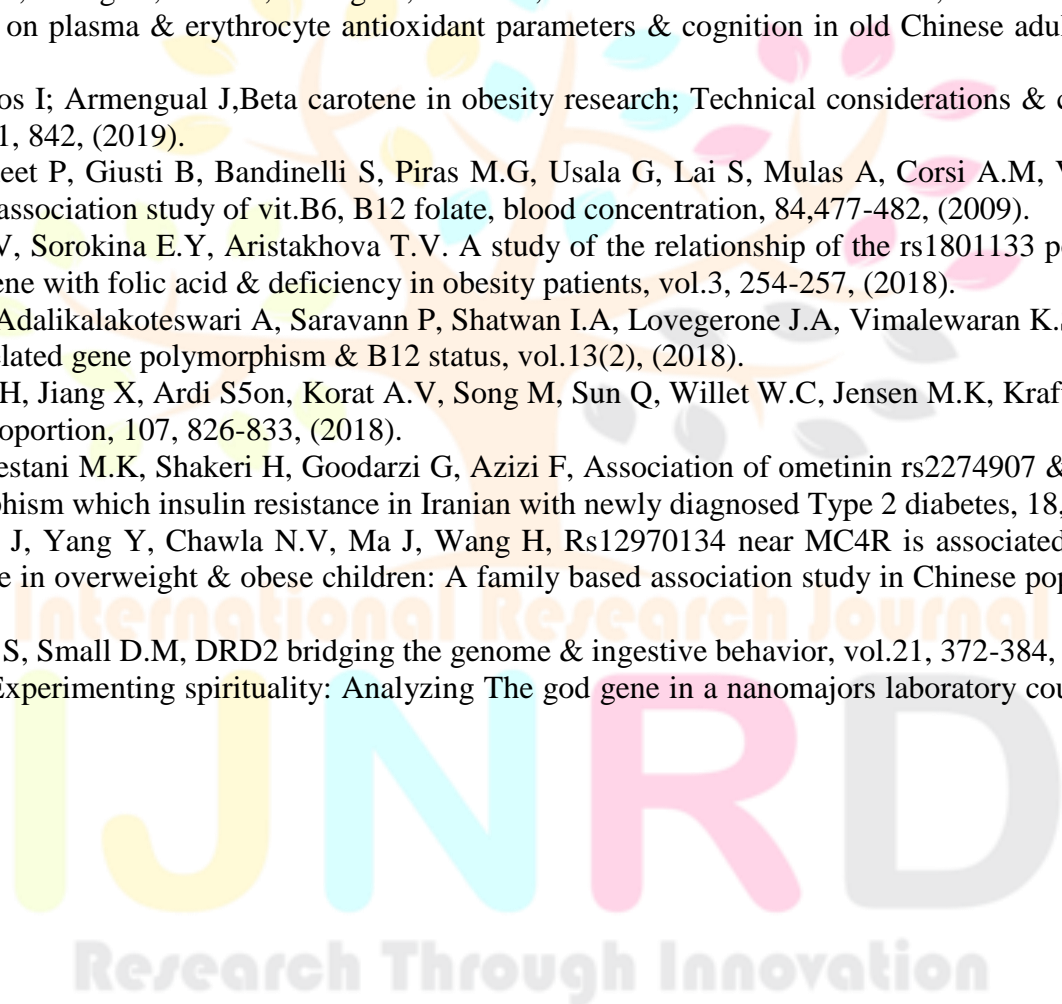 on plasma & erythrocyte antioxidant parameters & cognition in old Chinese adul
os I; Armengual J,Beta carotene in obesity research; Technical considerations &
1, 842, (2019).
eet P, Giusti B, Bandinelli S, Piras M.G, Usala G, Lai S, Mulas A, Corsi A.M,
association study of vit.B6, B12 folate, blood concentration, 84,477-482, (2009).
V, Sorokina E.Y, Aristakhova T.V. A study of the relationship of the rs1801133
ene with folic acid & deficiency in obesity patients, vol.3, 254-257, (2018).
Adalikalakoteswari A, Saravann P, Shatwan I.A, Lovegerone J.A, Vimalewaran K.
lated gene polymorphism & B12 status, vol.13(2), (2018).
H, Jiang X, Ardi S5on, Korat A.V, Song M, Sun Q, Willet W.C, Jensen M.K, Kraf
oportion, 107, 826-833, (2018).
estani M.K, Shakeri H, Goodarzi G, Azizi F, Association of ometinin rs2274907 &
phism which insulin resistance in Iranian with newly diagnosed Type 2 diabetes, 18,
J, Yang Y, Chawla N.V, Ma J, Wang H, Rs12970134 near MC4R is associated
e in overweight & obese children: A family based association study in Chinese pop
International Research Journal
S, Small D.M, DRD2 bridging the genome & ingestive behavior, vol.21, 372-384,
Experimenting spirituality: Analyzing The god gene in a nanomajors laboratory cou
IJNRD
Research Through Innovation